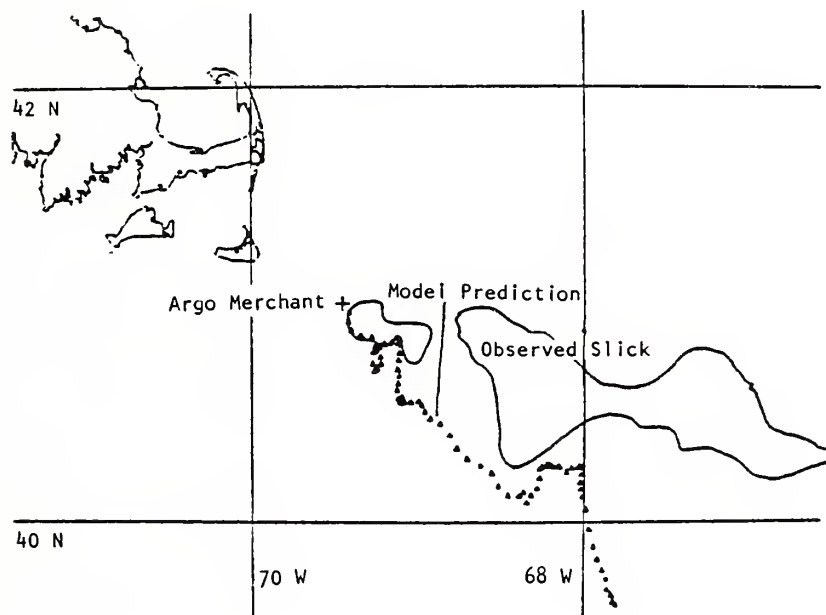 42 N
Argo Merchant
Model Prediction
Observed Slick
40 N
70 W
68 W